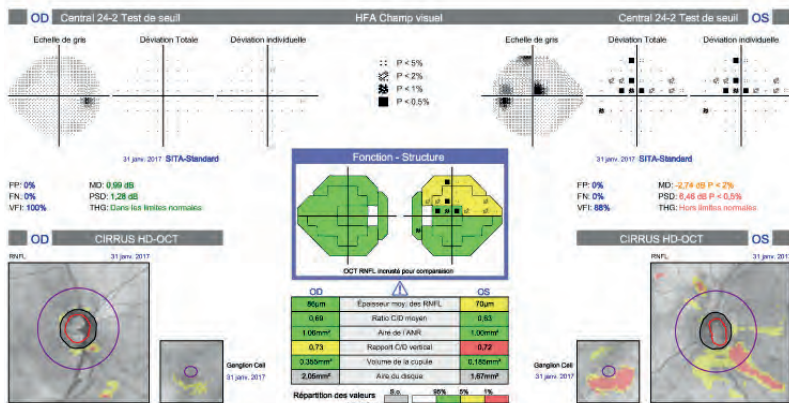 OD Central 24-2 Test de seuil HFA Champ visuel Central 24-2 Test de seuil OS
Echelle de gris Déviation Totale Déviation individuelle
P < 5%
P < 2%
P < 1%
P < 0.5%
Echelle de gris Déviation Totale Déviation individuelle
31 janv. 2017 SITA-Standard
31 janv. 2017 SITA-Standard
FP: 0% MD: 0,99 dB
FN: 0% PSD: 1,28 dB
VFI: 100% THG: Dans les limites normales
Fonction - Structure
OCT RNFL incrusté pour comparaison
FP: 0% MD: -2,74 dB P < 2%
FN: 0% PSD: 6,46 dB P < 0,5%
VFI: 88% THG: Hors limites normales
OD CIRRUS HD-OCT
RNFL 31 janv. 2017
Ganglion Cell
31 janv. 2017
OD OS
86µm Epaisseur moy. des RNFL 70µm
0,69 Ratio C/D moyen 0,63
1.06mm² Aire de l'ANR 1.00mm²
0,73 Rapport C/D vertical 0,72
0.355mm³ Volume de la cupule 0.185mm³
2,05mm² Aire du disque 1,67mm²
Répartition des valeurs S.o. 95% 5% 1%
CIRRUS HD-OCT OS
RNFL 31 janv. 2017
Ganglion Cell
31 janv. 2017